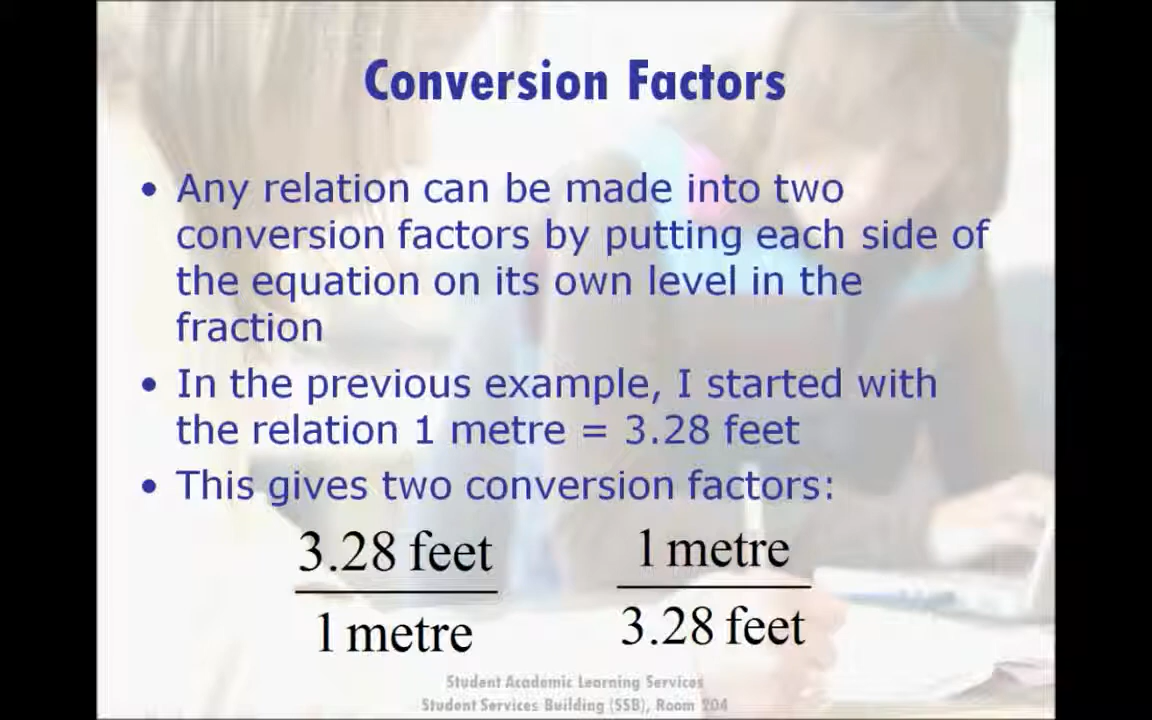 Conversion Factors
• Any relation can be made into two
conversion factors by putting each side of
the equation on its own level in the
fraction
• In the previous example, I started with
the relation 1 metre = 3.28 feet
• This gives two conversion factors:
3.28 feet
1 metre
1 metre
3.28 feet
Student Academic Learning Services
Student Services Building (SSB), Room 204